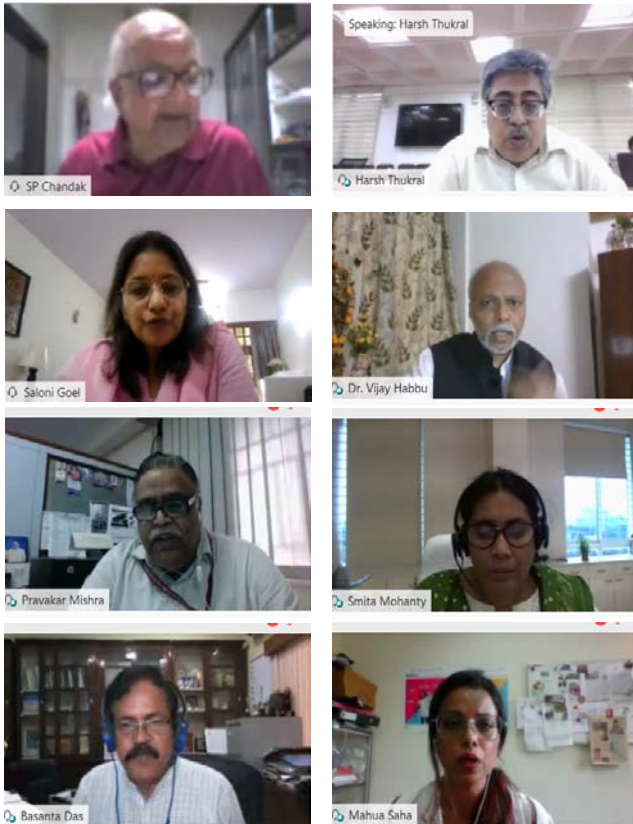 Speaking: Harsh Thukral
SP Chandak
Harsh Thukral
Saloni Goel
Dr. Vijay Habbu
Pravakar Mishra
Smita Mohanty
Basanta Das
Mahua Saha